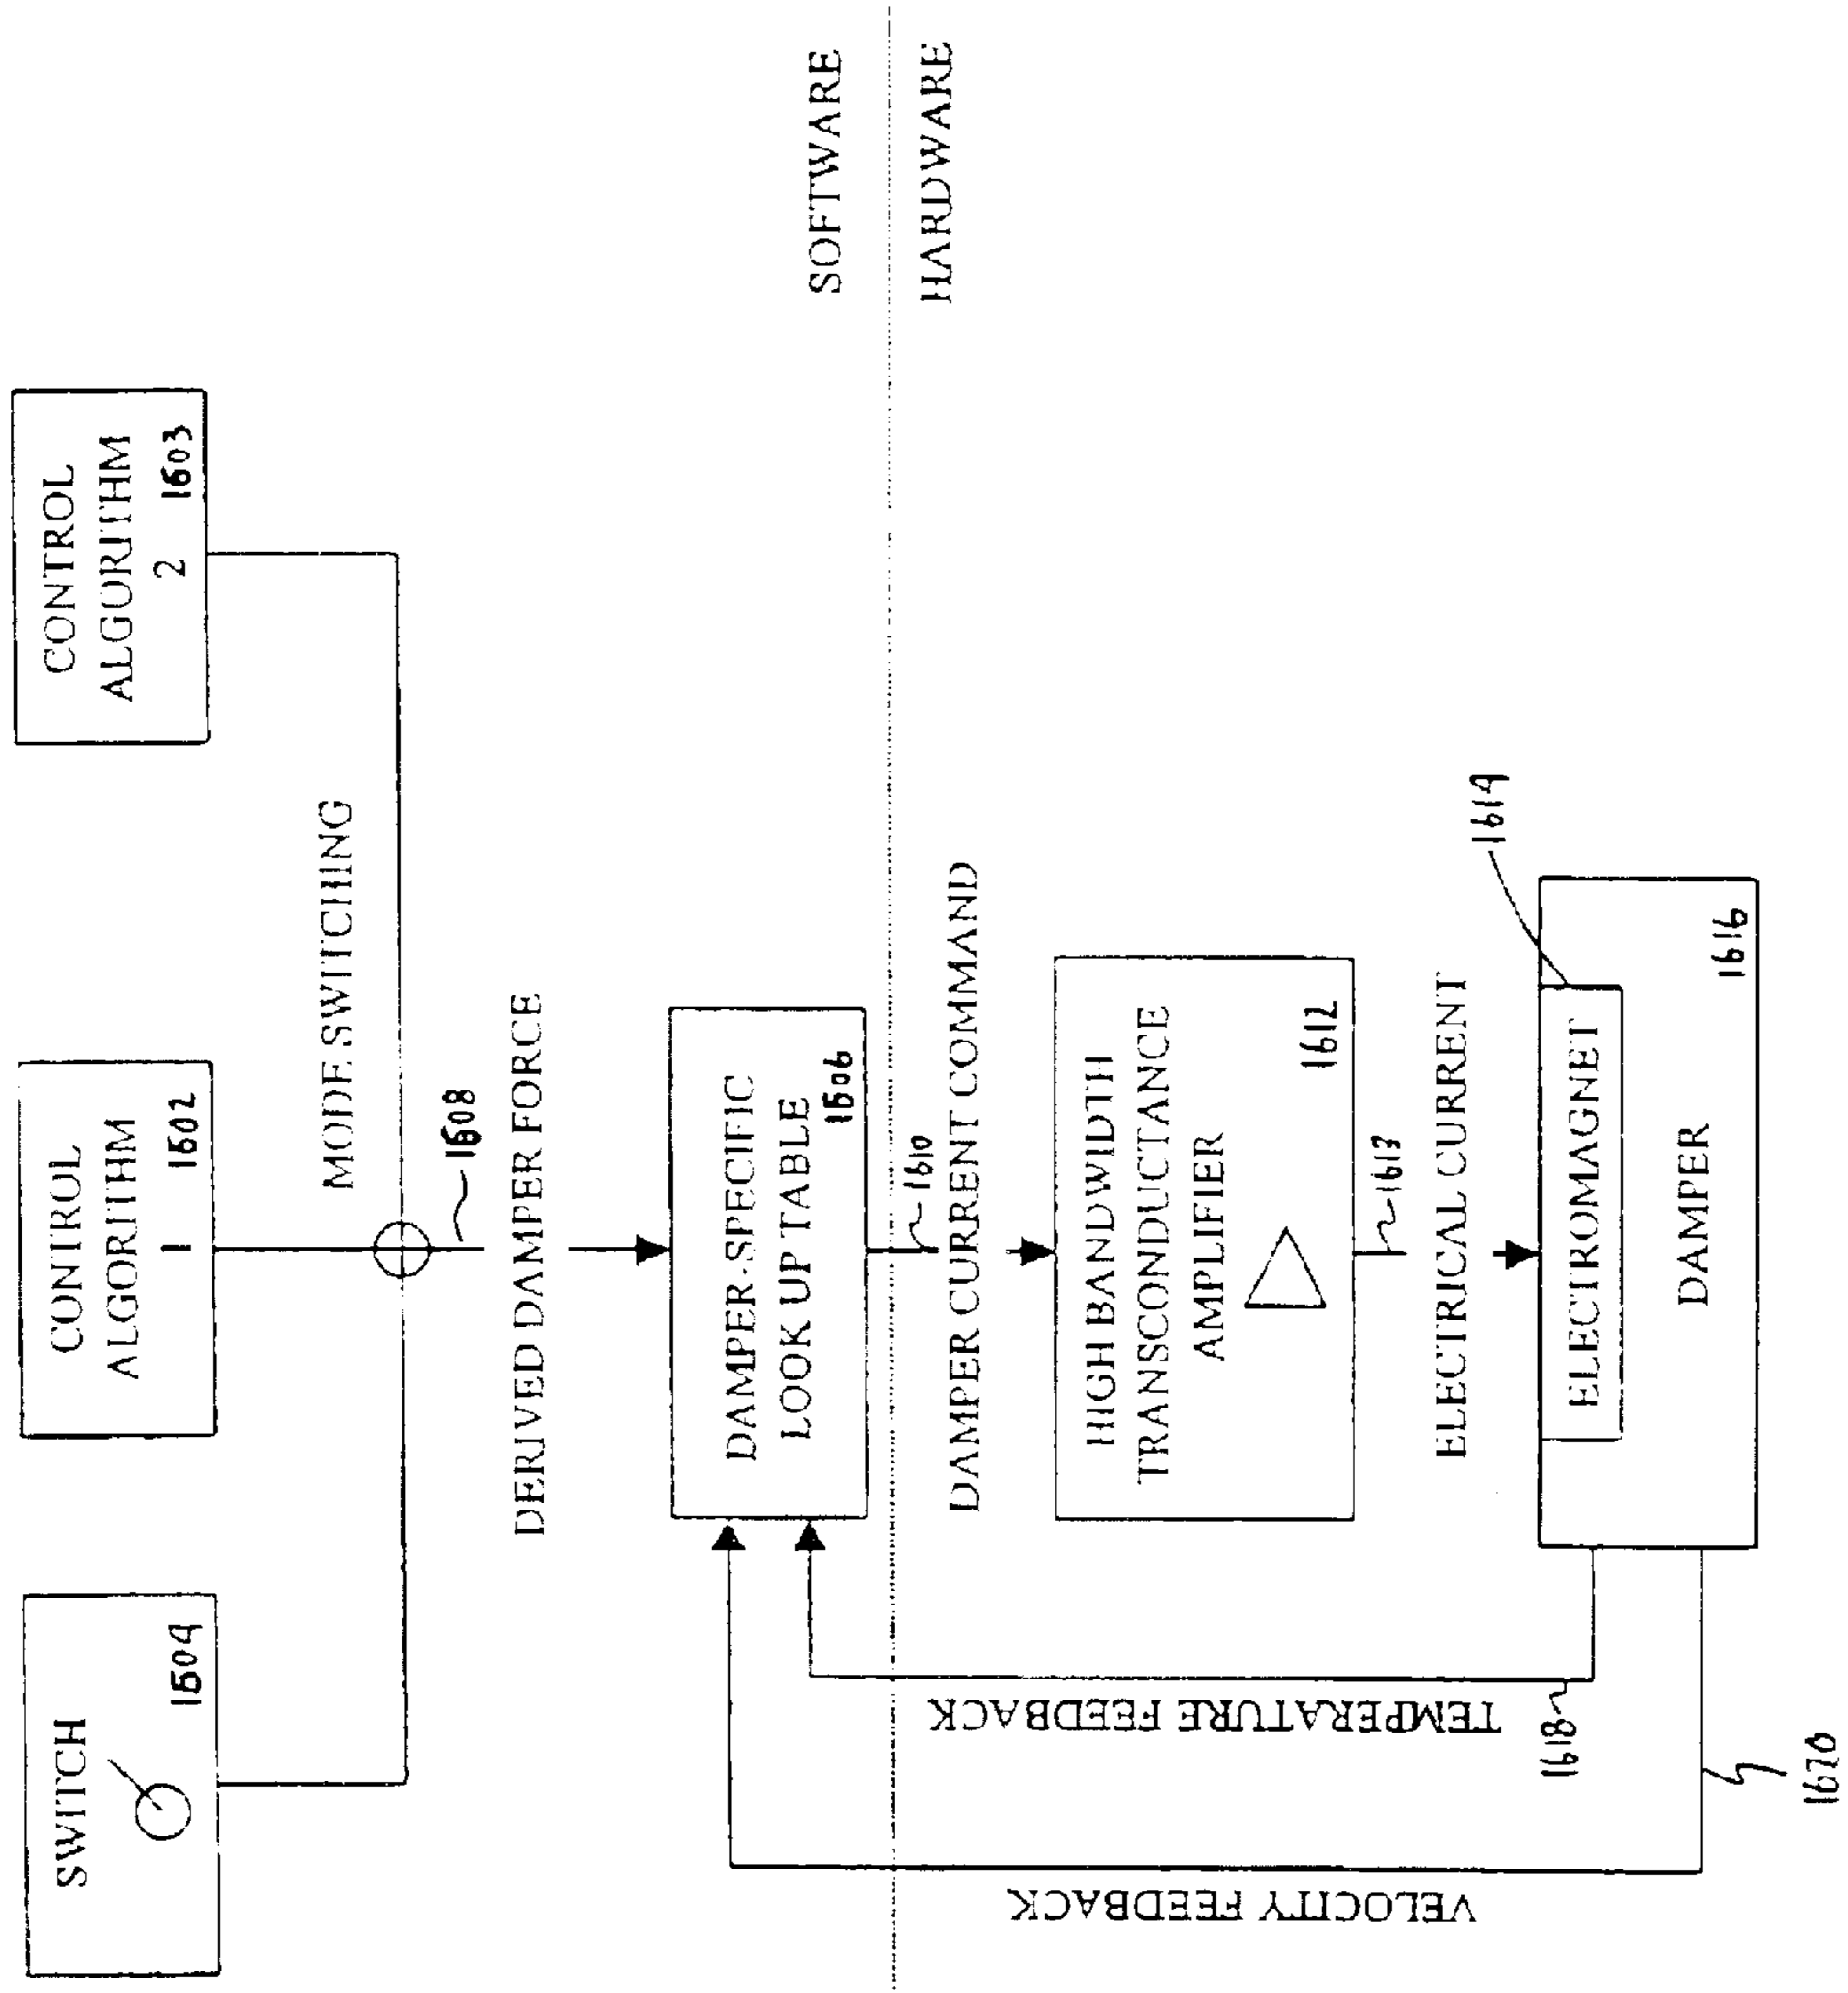 SWITCH
1604
CONTROL
ALGORITHM
1 1602
CONTROL
ALGORITHM
2 1603
MODE SWITCHING
1608
DERIVED DAMPER FORCE
DAMPER-SPECIFIC
LOOK UP TABLE
1606
SOFTWARE
HARDWARE
1610
DAMPER CURRENT COMMAND
HIGH BANDWIDTH
TRANSCONDUCTANCE
AMPLIFIER
1612
1613
ELECTRICAL CURRENT
1614
ELECTROMAGNET
DAMPER
1616
TEMPERATURE FEEDBACK
1618
VELOCITY FEEDBACK
1620